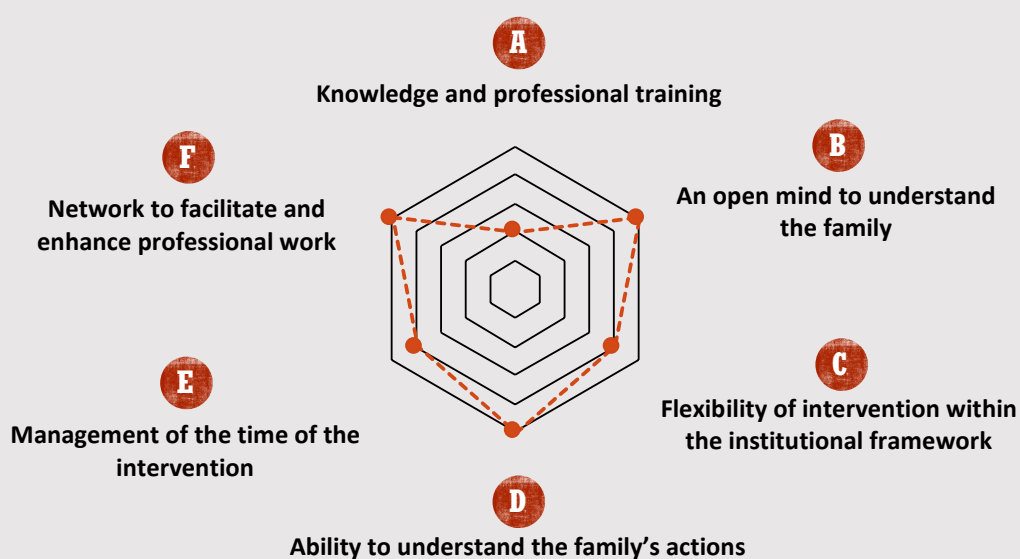 A
Knowledge and professional training
B
An open mind to understand
the family
C
Flexibility of intervention within
the institutional framework
D
Ability to understand the family's actions
E
Management of the time of the
intervention
F
Network to facilitate and
enhance professional work